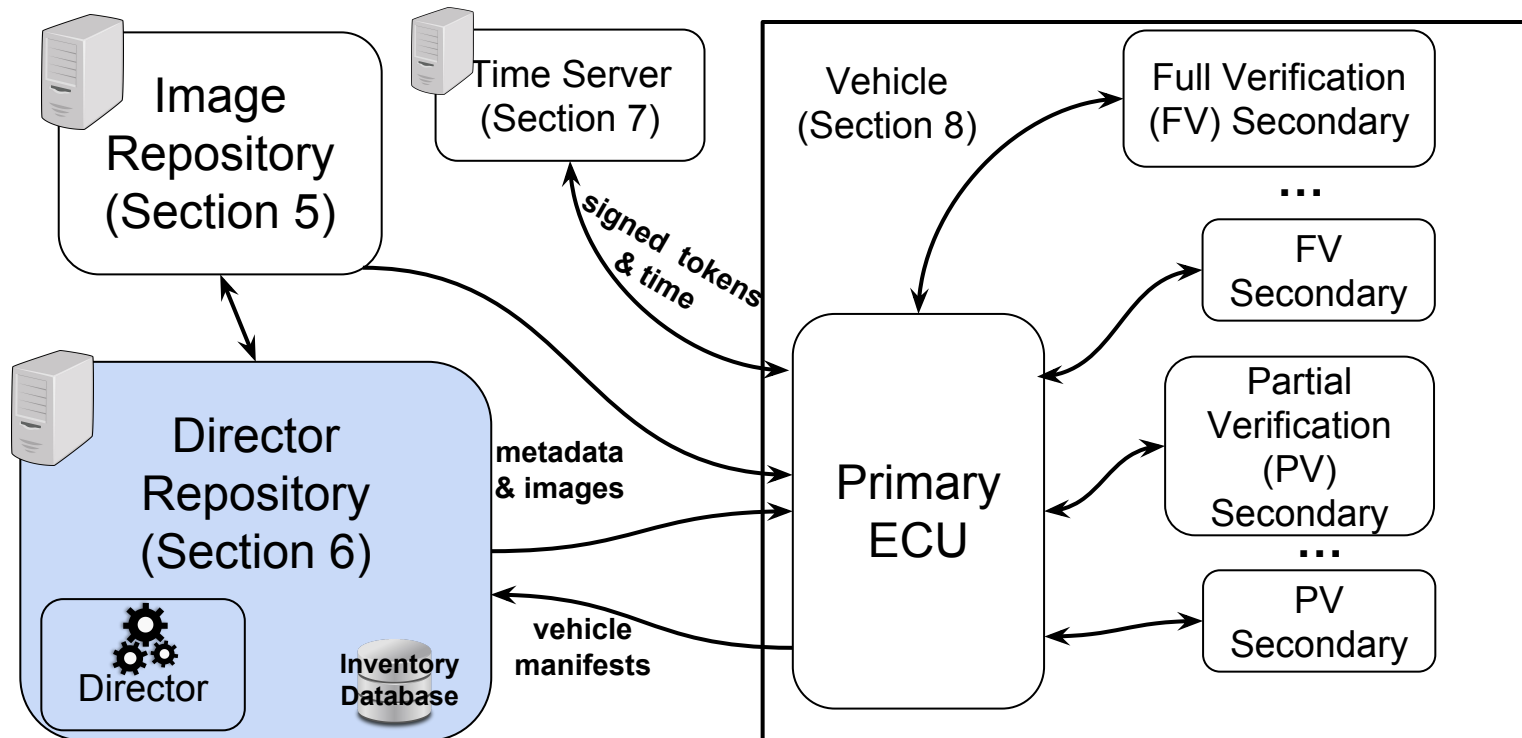 Image
Repository
(Section 5)
Time Server
(Section 7)
Vehicle
(Section 8)
Full Verification
(FV) Secondary
...
signed tokens
& time
FV
Secondary
Director
Repository
(Section 6)
metadata
& images
Primary
ECU
Partial
Verification
(PV)
Secondary
...
vehicle
manifests
PV
Secondary
Director
Inventory
Database